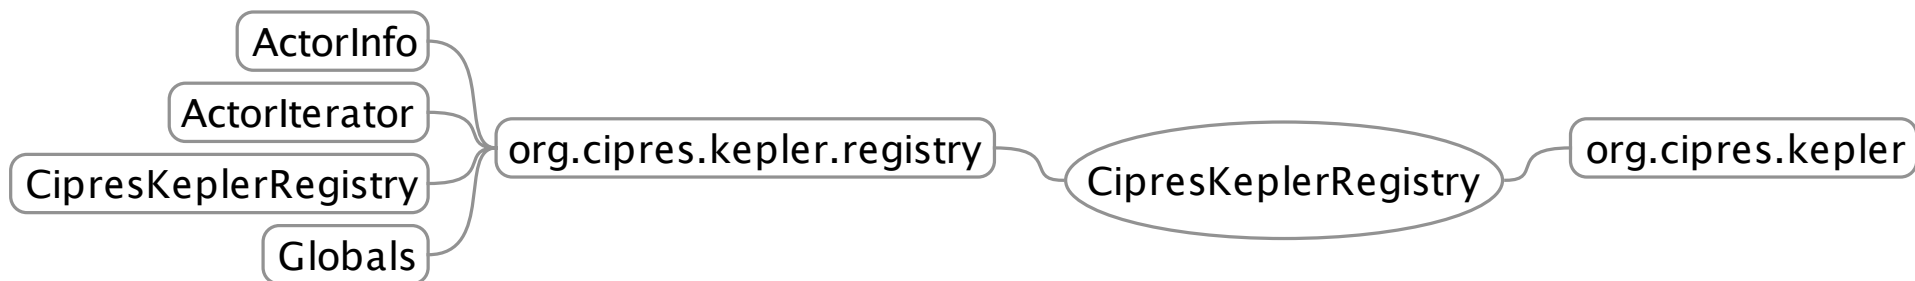 ActorInfo
ActorIterator
CipresKeplerRegistry
Globals
org.cipres.kepler.registry
CipresKeplerRegistry
org.cipres.kepler